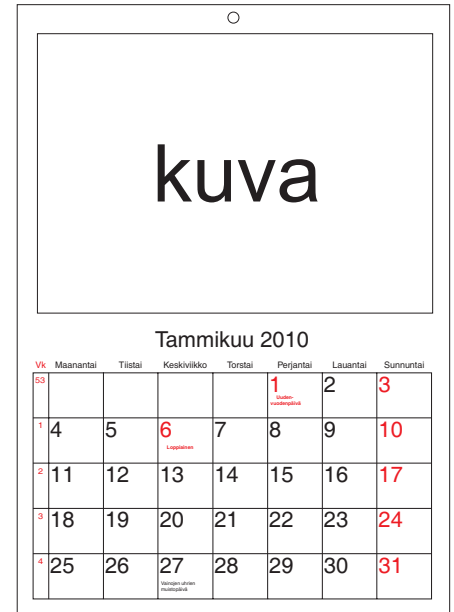 kuva
Tammikuu 2010
Vk Maanantai Tiistai Keskiviikko Torstai Perjantai Lauantai Sunnuntai
53 1 2 3
Uuden-
vuodenpäivä
1 4 5 6 7 8 9 10
Loppiainen
2 11 12 13 14 15 16 17
3 18 19 20 21 22 23 24
4 25 26 27 28 29 30 31
Vainojen uhrien
muistopäivä